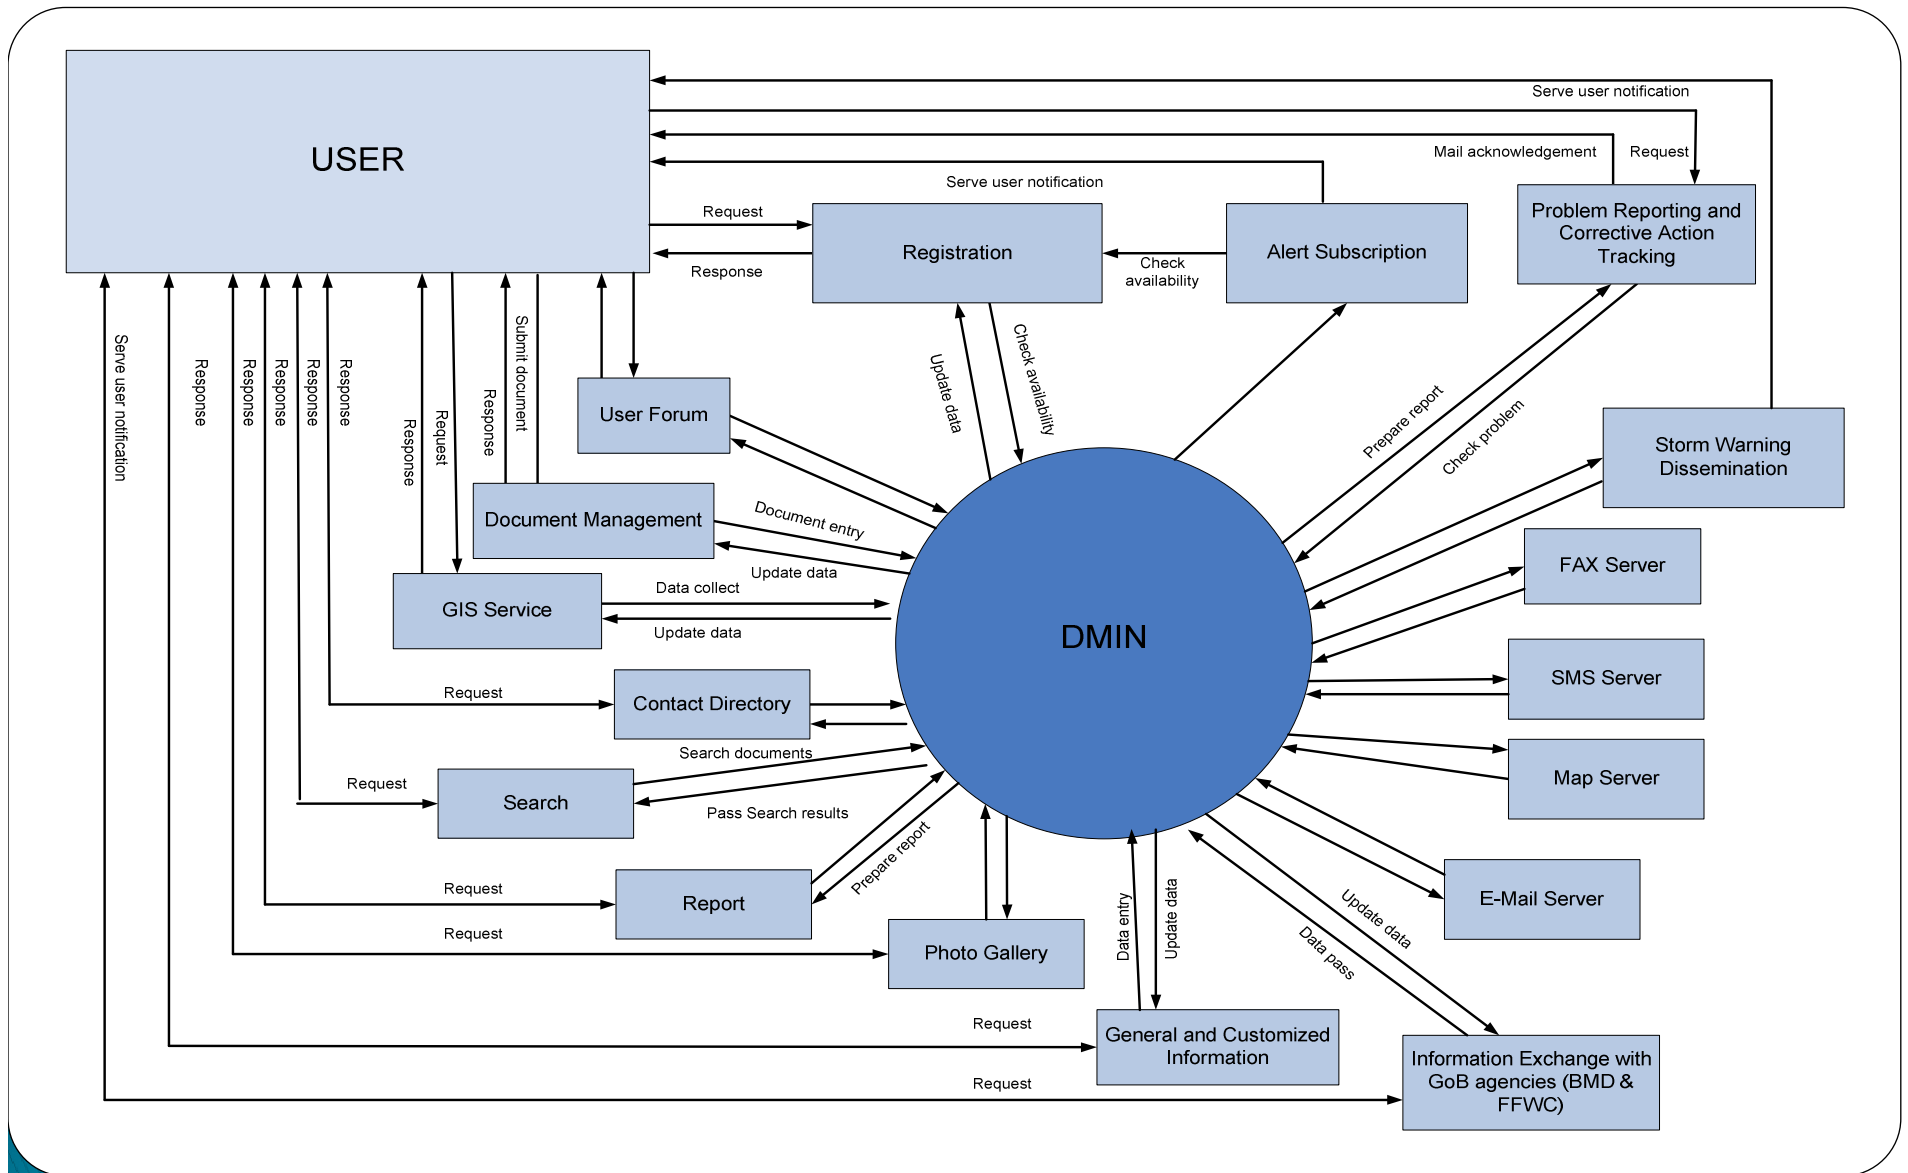 Serve user notification
USER
Mail acknowledgement
Request
Serve user notification
Request
Problem Reporting and
Corrective Action
Tracking
Registration
Alert Subscription
Response
Check
availability
Serve user notification
Response
Response
Response
Response
Response
Response
Request
Response
Submit document
User Forum
Update data
Check availability
Prepare report
Check problem
Storm Warning
Dissemination
Document Management
Document entry
Update data
FAX Server
GIS Service
Data collect
Update data
DMIN
SMS Server
Request
Contact Directory
Search documents
Map Server
Request
Search
Pass Search results
Request
Report
Prepare report
E-Mail Server
Request
Photo Gallery
Data entry
Update data
Update data
Data pass
Request
General and Customized
Information
Information Exchange with
GoB agencies (BMD &
FFWC)
Request